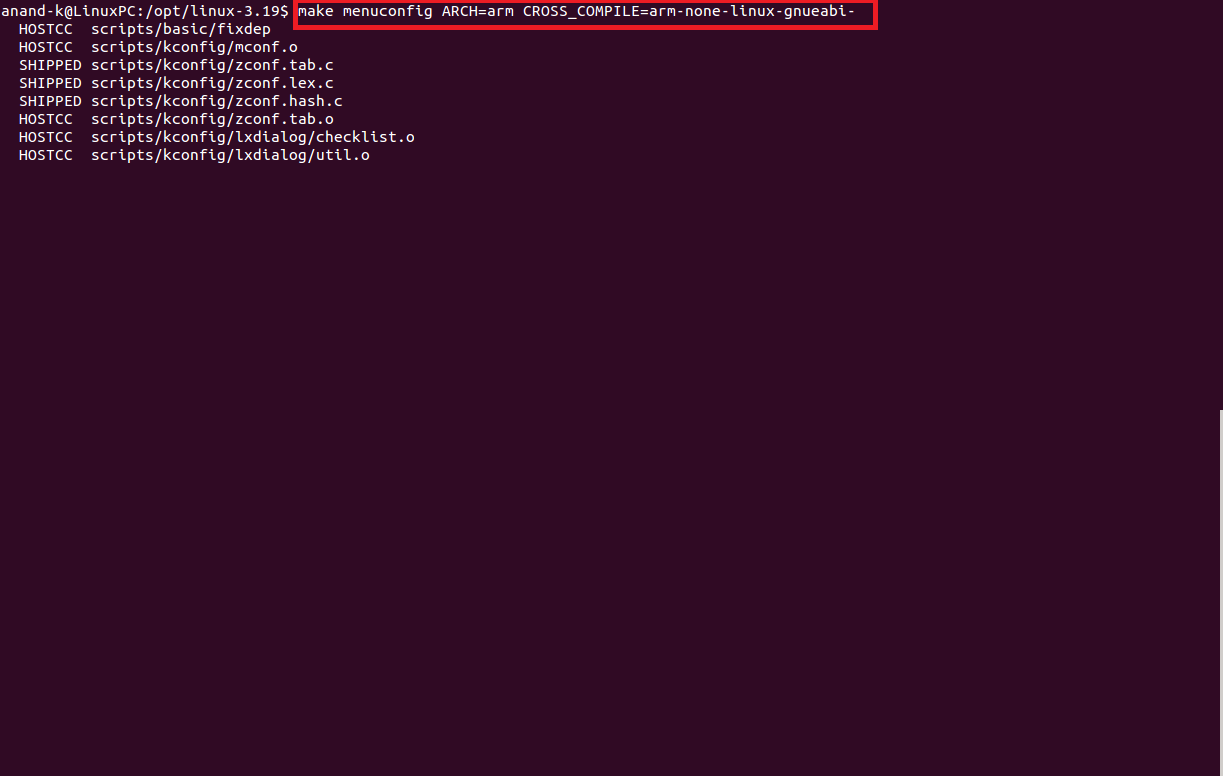 anand-k@LinuxPC:/opt/linux-3.19$ make menuconfig ARCH=arm CROSS_COMPILE=arm-none-linux-gnueabi-
HOSTCC  scripts/basic/fixdep
HOSTCC  scripts/kconfig/mconf.o
SHIPPED scripts/kconfig/zconf.tab.c
SHIPPED scripts/kconfig/zconf.lex.c
SHIPPED scripts/kconfig/zconf.hash.c
HOSTCC  scripts/kconfig/zconf.tab.o
HOSTCC  scripts/kconfig/lxdialog/checklist.o
HOSTCC  scripts/kconfig/lxdialog/util.o